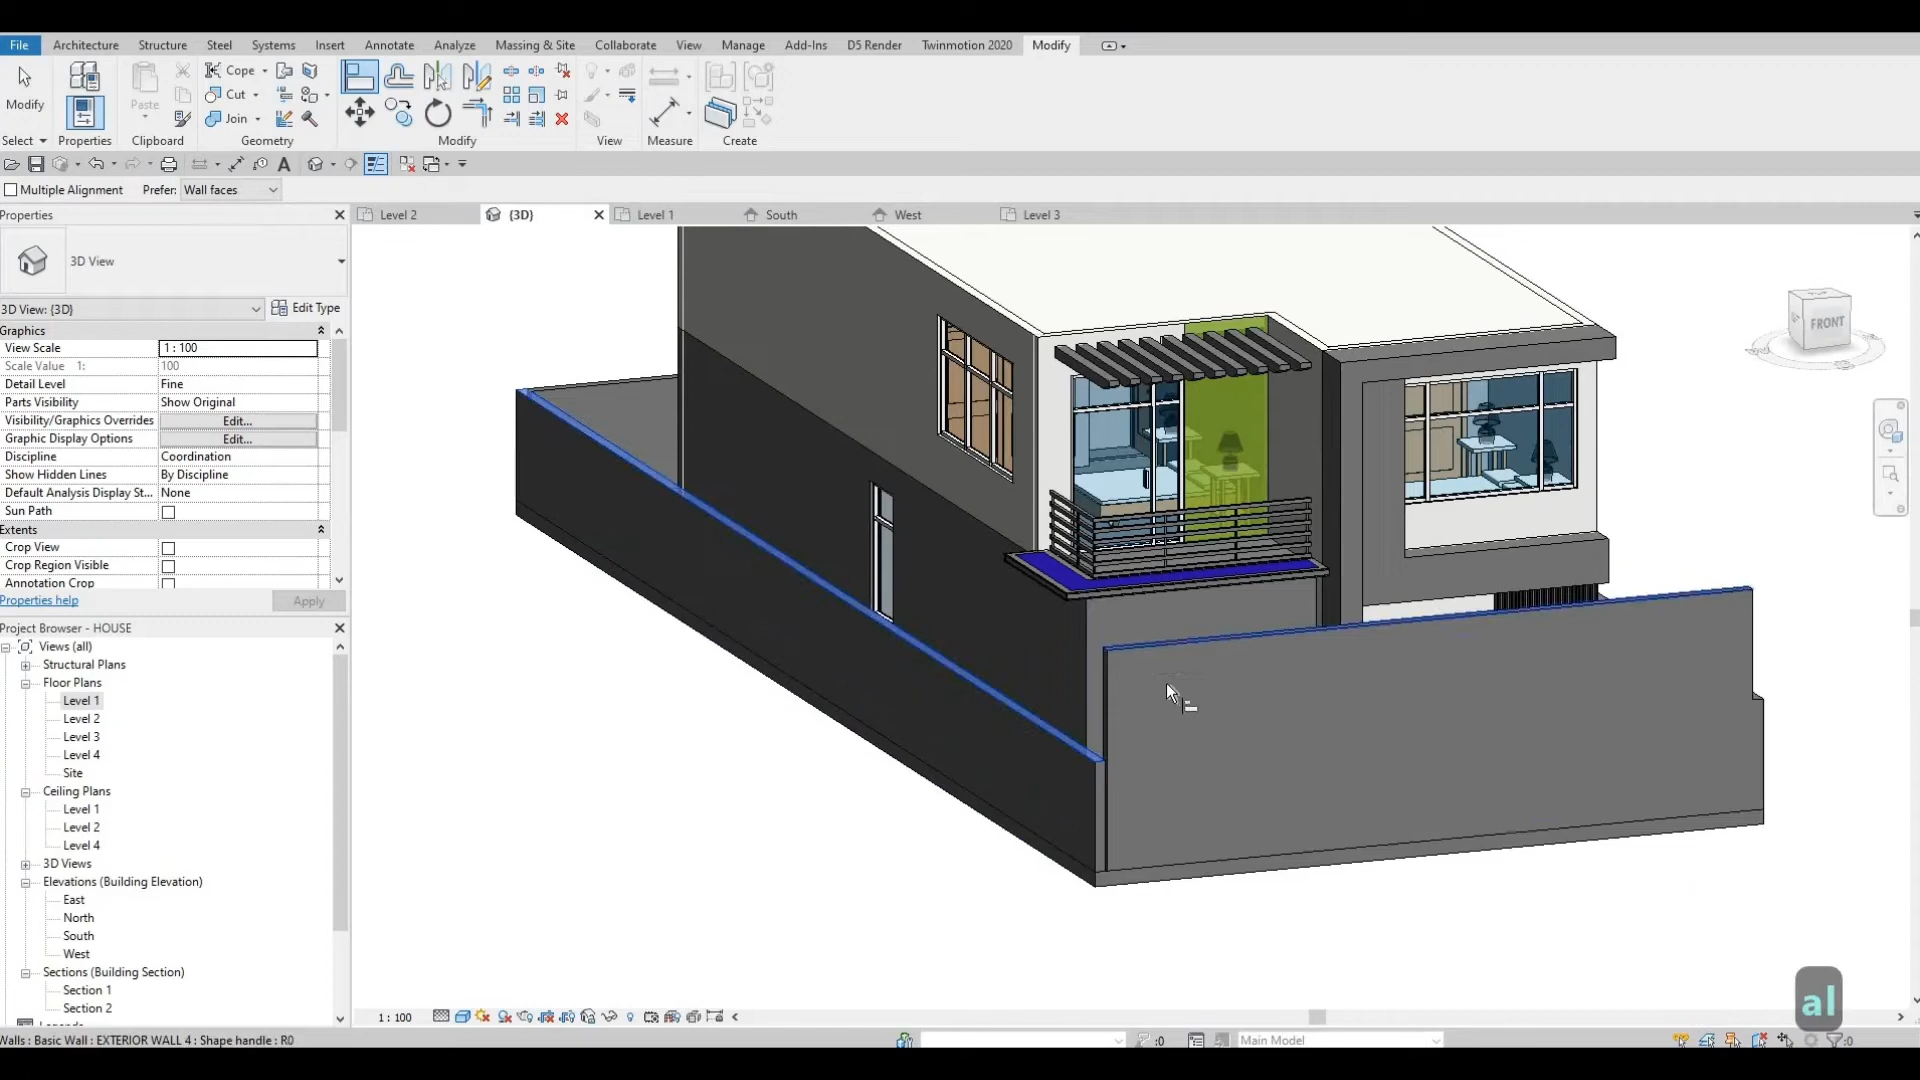 File Architecture Structure Steel Systems Insert Annotate Analyze Massing & Site Collaborate View Manage Add-Ins D5 Render Twinmotion 2020 Modify
Cope
Cut
Join
Modify
Paste
Select Properties Clipboard Geometry Modify View Measure Create
Multiple Alignment Prefer: Wall faces
Properties
Level 2 {3D} Level 1 South West Level 3
3D View
3D View: {3D} Edit Type
Graphics
View Scale 1 : 100
Scale Value 1: 100
Detail Level Fine
Parts Visibility Show Original
Visibility/Graphics Overrides Edit...
Graphic Display Options Edit...
Discipline Coordination
Show Hidden Lines By Discipline
Default Analysis Display St... None
Sun Path
Extents
Crop View
Crop Region Visible
Annotation Crop
Properties help Apply
FRONT
Project Browser - HOUSE
Views (all)
Structural Plans
Floor Plans
Level 1
Level 2
Level 3
Level 4
Site
Ceiling Plans
Level 1
Level 2
Level 4
3D Views
Elevations (Building Elevation)
East
North
South
West
Sections (Building Section)
Section 1
Section 2
al
1 : 100
Walls : Basic Wall : EXTERIOR WALL 4 : Shape handle : R0
:0 Main Model :0